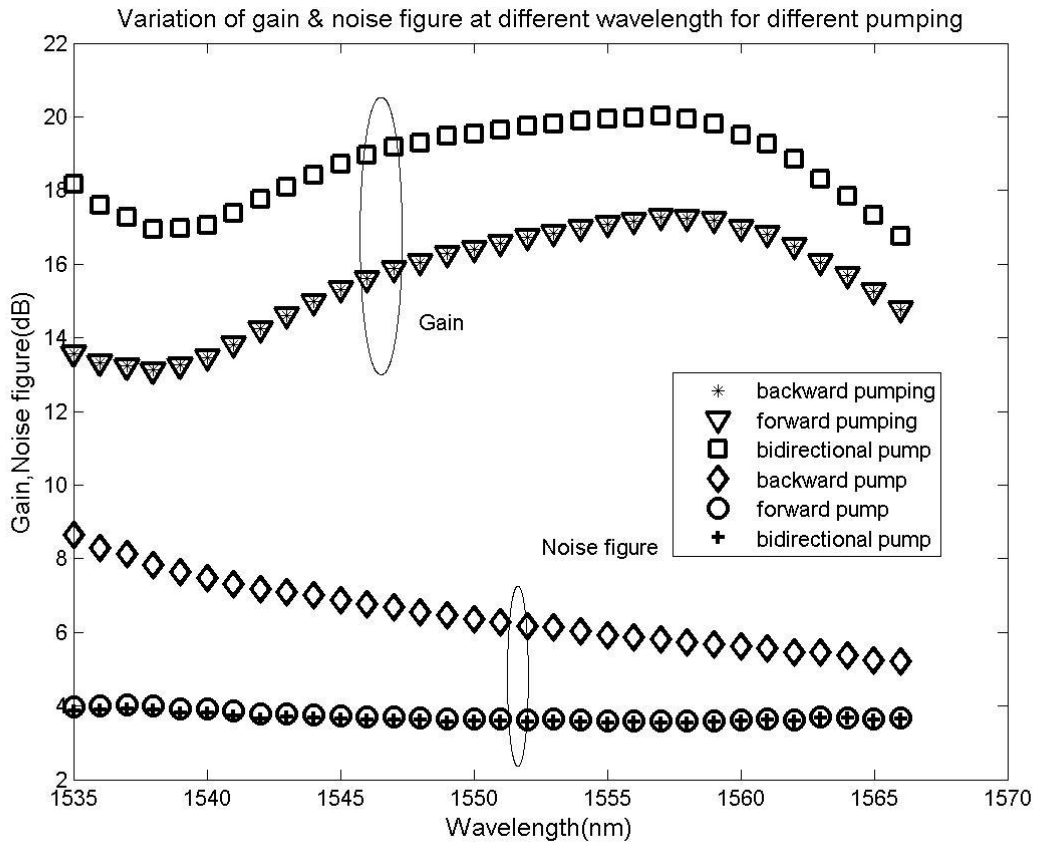 Variation of gain & noise figure at different wavelength for different pumping
Gain,Noise figure(dB)
22
20
18
16
14
12
10
8
6
4
2
Gain
backward pumping
forward pumping
bidirectional pump
backward pump
forward pump
bidirectional pump
Noise figure
1535
1540
1545
1550
1555
1560
1565
1570
Wavelength(nm)